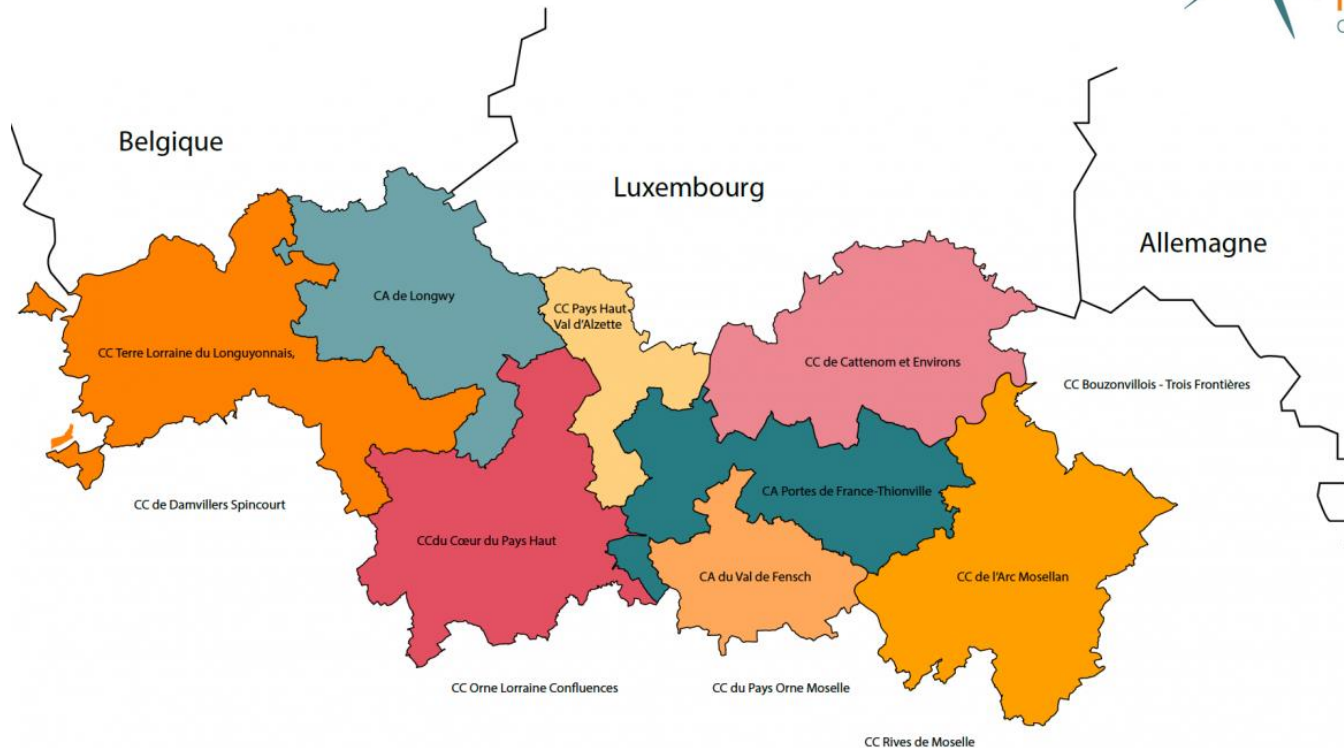 Belgique
Luxembourg
Allemagne
CA de Longwy
CC Pays Haut
Val d'Alzette
CC Terre Lorraine du Longuyonnais,
CC de Cattenom et Environs
CC Bouzonvillois - Trois Frontières
CC de Damvillers Spincourt
CA Portes de France-Thionville
CCdu Cœur du Pays Haut
CA du Val de Fensch
CC de l'Arc Mosellan
CC Orne Lorraine Confluences
CC du Pays Orne Moselle
CC Rives de Moselle